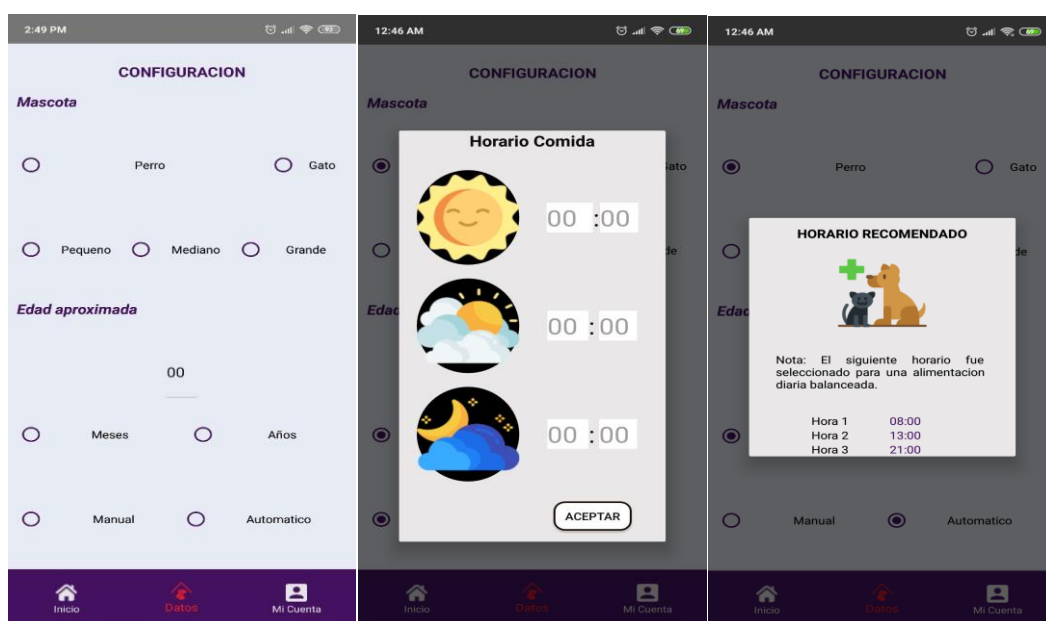 2:49 PM
CONFIGURACION
Mascota
Perro Gato
Pequeno Mediano Grande
Edad aproximada
00
Meses Años
Manual Automatico
Inicio Datos Mi Cuenta
12:46 AM
CONFIGURACION
Mascota
Horario Comida
00 :00
00 :00
00 :00
ACEPTAR
Inicio Datos Mi Cuenta
12:46 AM
CONFIGURACION
Mascota
Perro Gato
HORARIO RECOMENDADO
Nota: El siguiente horario fue
seleccionado para una alimentacion
diaria balanceada.
Hora 1 08:00
Hora 2 13:00
Hora 3 21:00
Manual Automatico
Inicio Datos Mi Cuenta